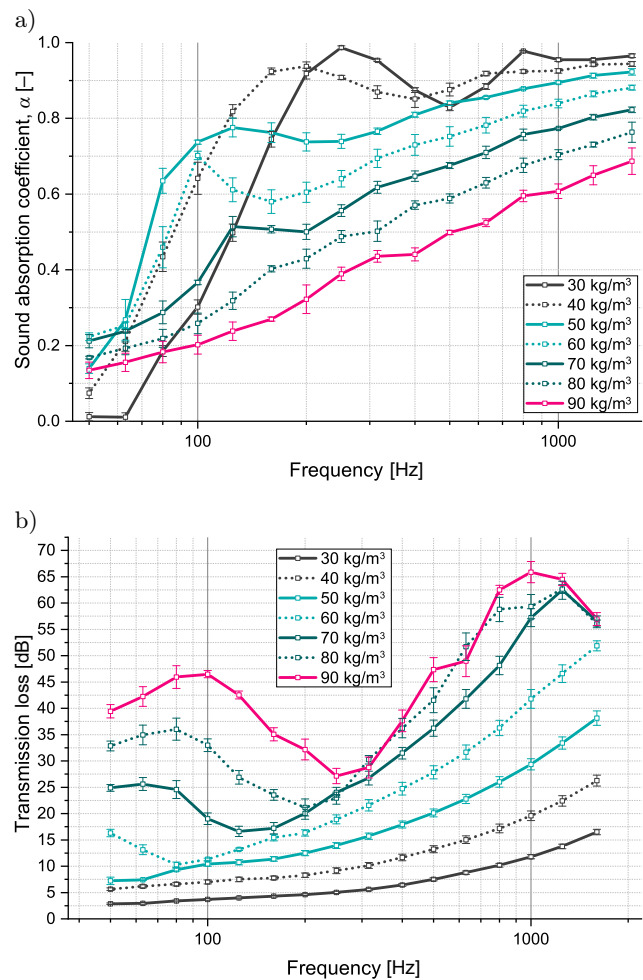 a)
Sound absorption coefficient, α [–]
1.0
0.8
0.6
0.4
0.2
0.0
30 kg/m³
40 kg/m³
50 kg/m³
60 kg/m³
70 kg/m³
80 kg/m³
90 kg/m³
100
1000
Frequency [Hz]
b)
Transmission loss [dB]
70
65
60
55
50
45
40
35
30
25
20
15
10
5
0
30 kg/m³
40 kg/m³
50 kg/m³
60 kg/m³
70 kg/m³
80 kg/m³
90 kg/m³
100
1000
Frequency [Hz]